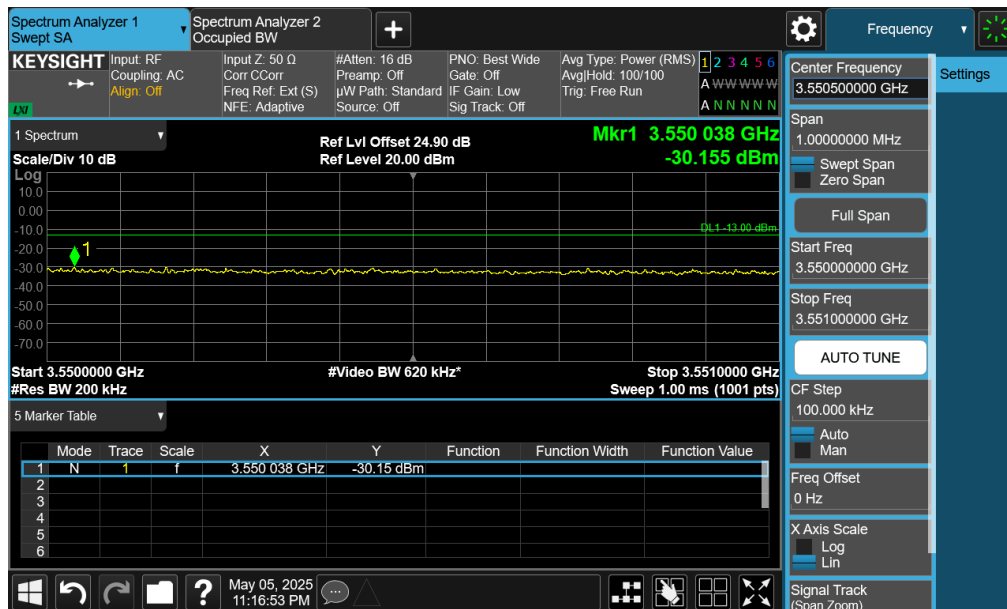 Spectrum Analyzer 1
Swept SA
Spectrum Analyzer 2
Occupied BW
Frequency
KEYSIGHT
LXI
Input: RF
Coupling: AC
Align: Off
Input Z: 50 Ω
Corr CCorr
Freq Ref: Ext (S)
NFE: Adaptive
#Atten: 16 dB
Preamp: Off
µW Path: Standard
Source: Off
PNO: Best Wide
Gate: Off
IF Gain: Low
Sig Track: Off
Avg Type: Power (RMS)
Avg|Hold: 100/100
Trig: Free Run
1 2 3 4 5 6
A W W W W W
A N N N N N
1 Spectrum
Scale/Div 10 dB
Ref Lvl Offset 24.90 dB
Ref Level 20.00 dBm
Mkr1 3.550 038 GHz
-30.155 dBm
Log
10.0
0.00
-10.0
-20.0
-30.0
-40.0
-50.0
-60.0
-70.0
1
DL1 -13.00 dBm
Start 3.5500000 GHz
#Res BW 200 kHz
#Video BW 620 kHz*
Stop 3.5510000 GHz
Sweep 1.00 ms (1001 pts)
5 Marker Table
Mode Trace Scale X Y Function Function Width Function Value
1 N 1 f 3.550 038 GHz -30.15 dBm
2
3
4
5
6
May 05, 2025
11:16:53 PM
Center Frequency
3.550500000 GHz
Settings
Span
1.00000000 MHz
Swept Span
Zero Span
Full Span
Start Freq
3.550000000 GHz
Stop Freq
3.551000000 GHz
AUTO TUNE
CF Step
100.000 kHz
Auto
Man
Freq Offset
0 Hz
X Axis Scale
Log
Lin
Signal Track
(Span Zoom)